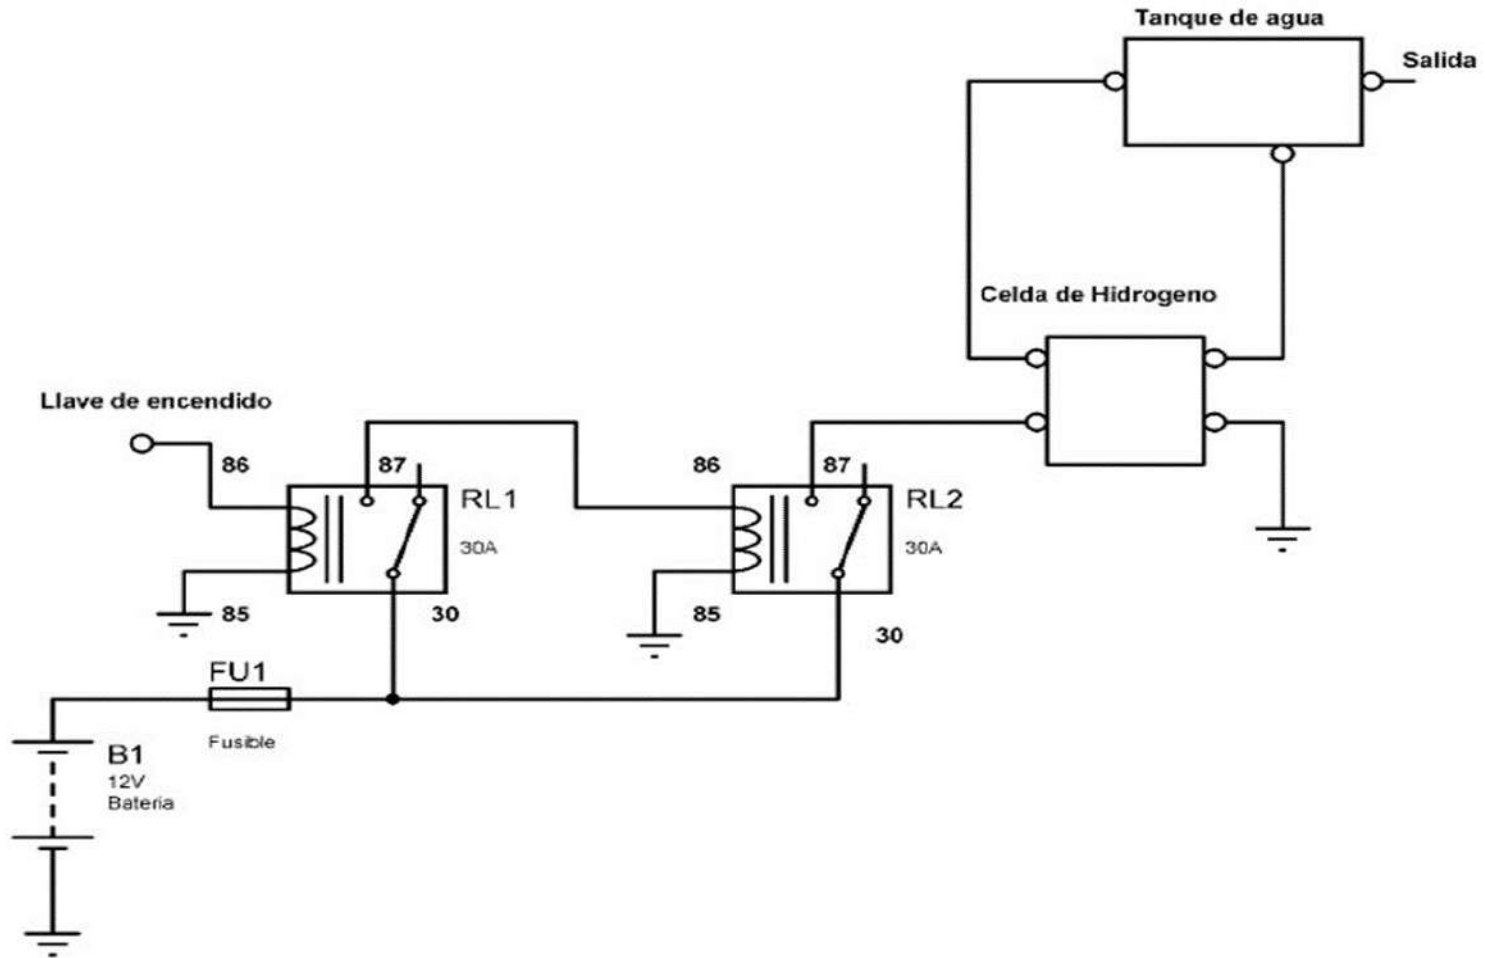 Tanque de agua
Salida
Celda de Hidrogeno
Llave de encendido
86
87
RL1
30A
85
30
86
87
RL2
30A
85
30
FU1
Fusible
B1
12V
Bateria